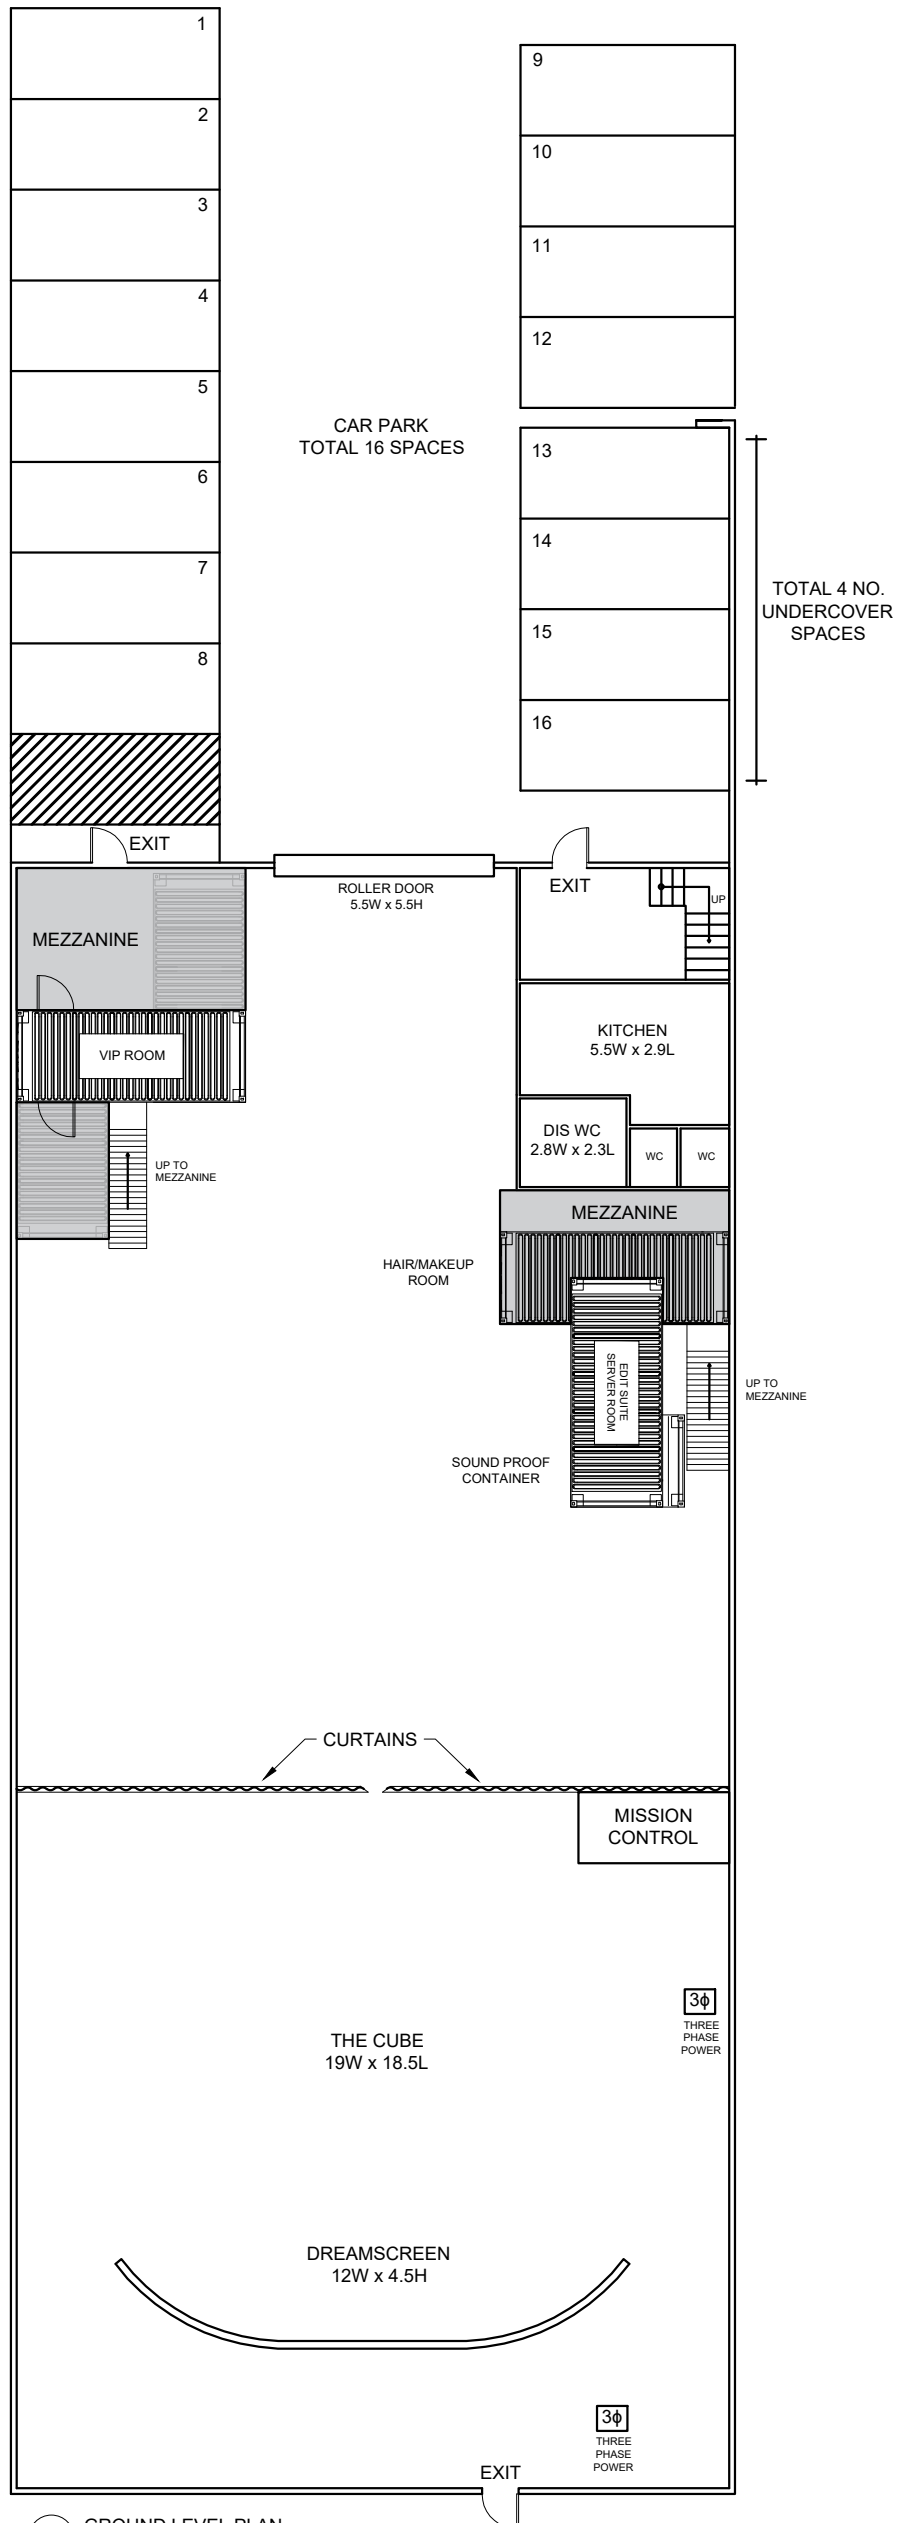 1
2
3
4
5
6
7
8
9
10
11
12
13
14
15
16
CAR PARK
TOTAL 16 SPACES
TOTAL 4 NO.
UNDERCOVER
SPACES
EXIT
ROLLER DOOR
5.5W x 5.5H
EXIT
UP
MEZZANINE
VIP ROOM
UP TO
MEZZANINE
KITCHEN
5.5W x 2.9L
DIS WC
2.8W x 2.3L
WC
WC
MEZZANINE
HAIR/MAKEUP
ROOM
EDIT SUITE
SERVER ROOM
UP TO
MEZZANINE
SOUND PROOF
CONTAINER
CURTAINS
MISSION
CONTROL
3ϕ
THREE
PHASE
POWER
THE CUBE
19W x 18.5L
DREAMSCREEN
12W x 4.5H
3ϕ
THREE
PHASE
POWER
EXIT
GROUND LEVEL PLAN